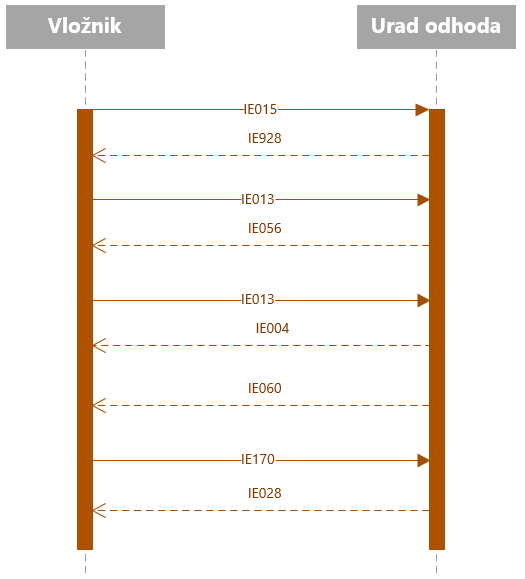 Vložnik
Urad odhoda
IE015
IE928
IE013
IE056
IE013
IE004
IE060
IE170
IE028